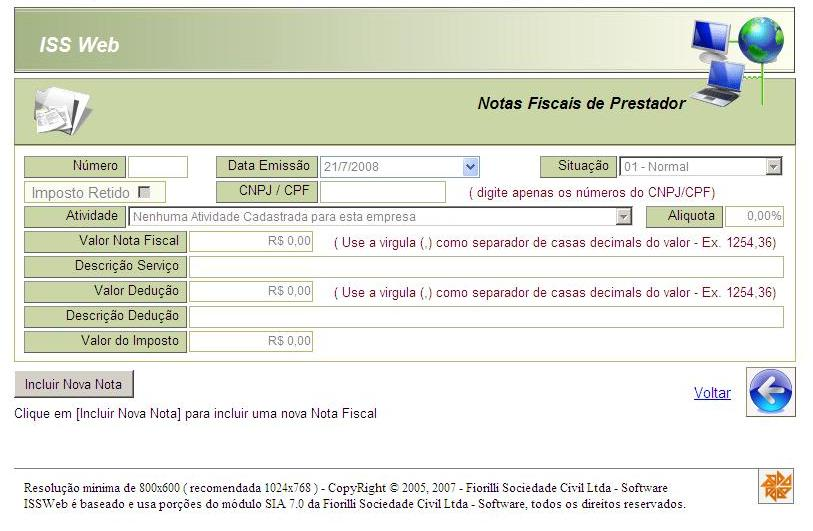 ISS Web
Notas Fiscais de Prestador
Número Data Emissão 21/7/2008 Situação 01 - Normal
Imposto Retido CNPJ / CPF ( digite apenas os números do CNPJ/CPF)
Atividade Nenhuma Atividade Cadastrada para esta empresa Aliquota 0,00%
Valor Nota Fiscal R$ 0,00 ( Use a virgula (,) como separador de casas decimals do valor - Ex. 1254,36)
Descrição Serviço
Valor Dedução R$ 0,00 ( Use a virgula (,) como separador de casas decimals do valor - Ex. 1254,36)
Descrição Dedução
Valor do Imposto R$ 0,00
Incluir Nova Nota
Voltar
Clique em [Incluir Nova Nota] para incluir uma nova Nota Fiscal
Resolução minima de 800x600 ( recomendada 1024x768 ) - CopyRight © 2005, 2007 - Fiorilli Sociedade Civil Ltda - Software
ISSWeb é baseado e usa porções do módulo SIA 7.0 da Fiorilli Sociedade Civil Ltda - Software, todos os direitos reservados.